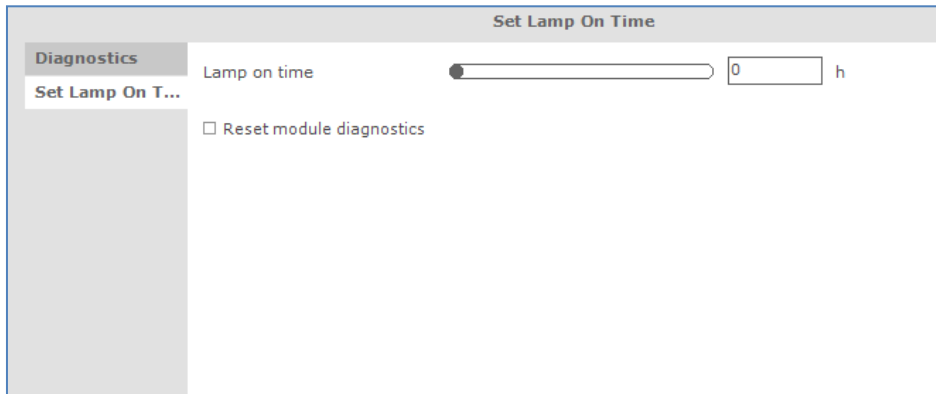 Set Lamp On Time
Diagnostics
Set Lamp On T...
Lamp on time
0
h
Reset module diagnostics